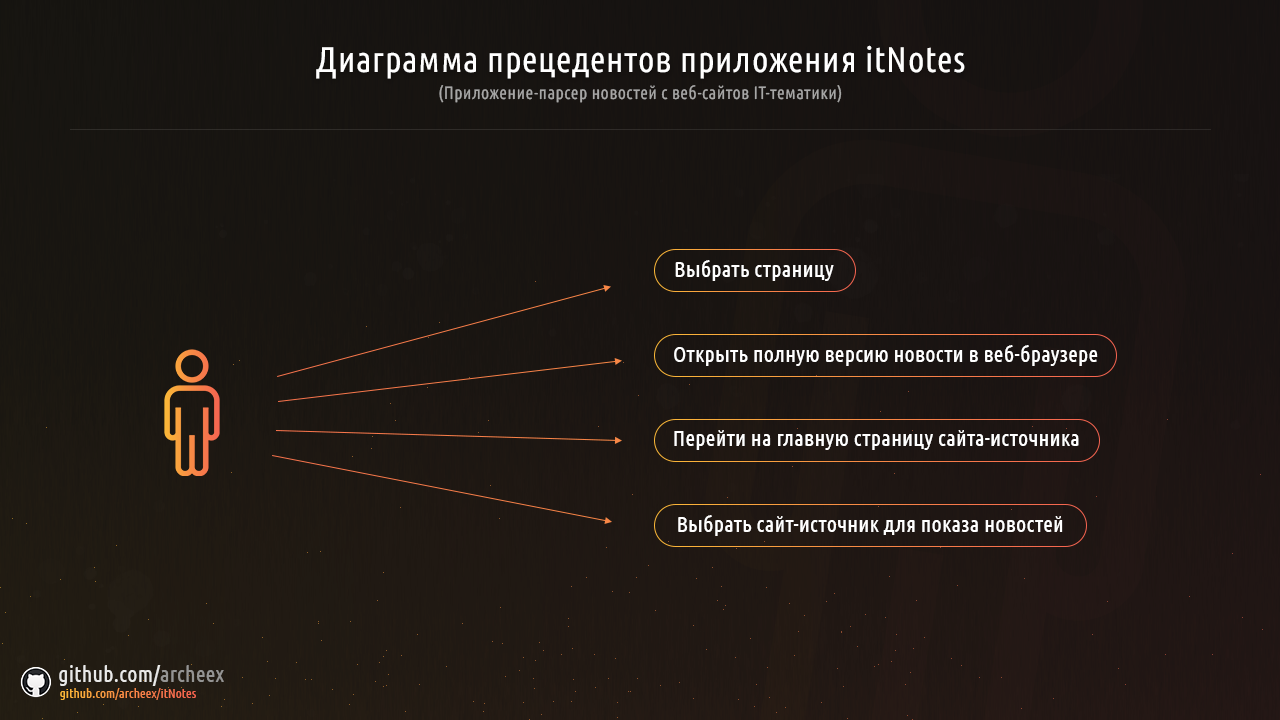 Диаграмма прецедентов приложения itNotes
(Приложение-парсер новостей с веб-сайтов IT-тематики)
Выбрать страницу
Открыть полную версию новости в веб-браузере
Перейти на главную страницу сайта-источника
Выбрать сайт-источник для показа новостей
github.com/archeex
github.com/archeex/itNotes